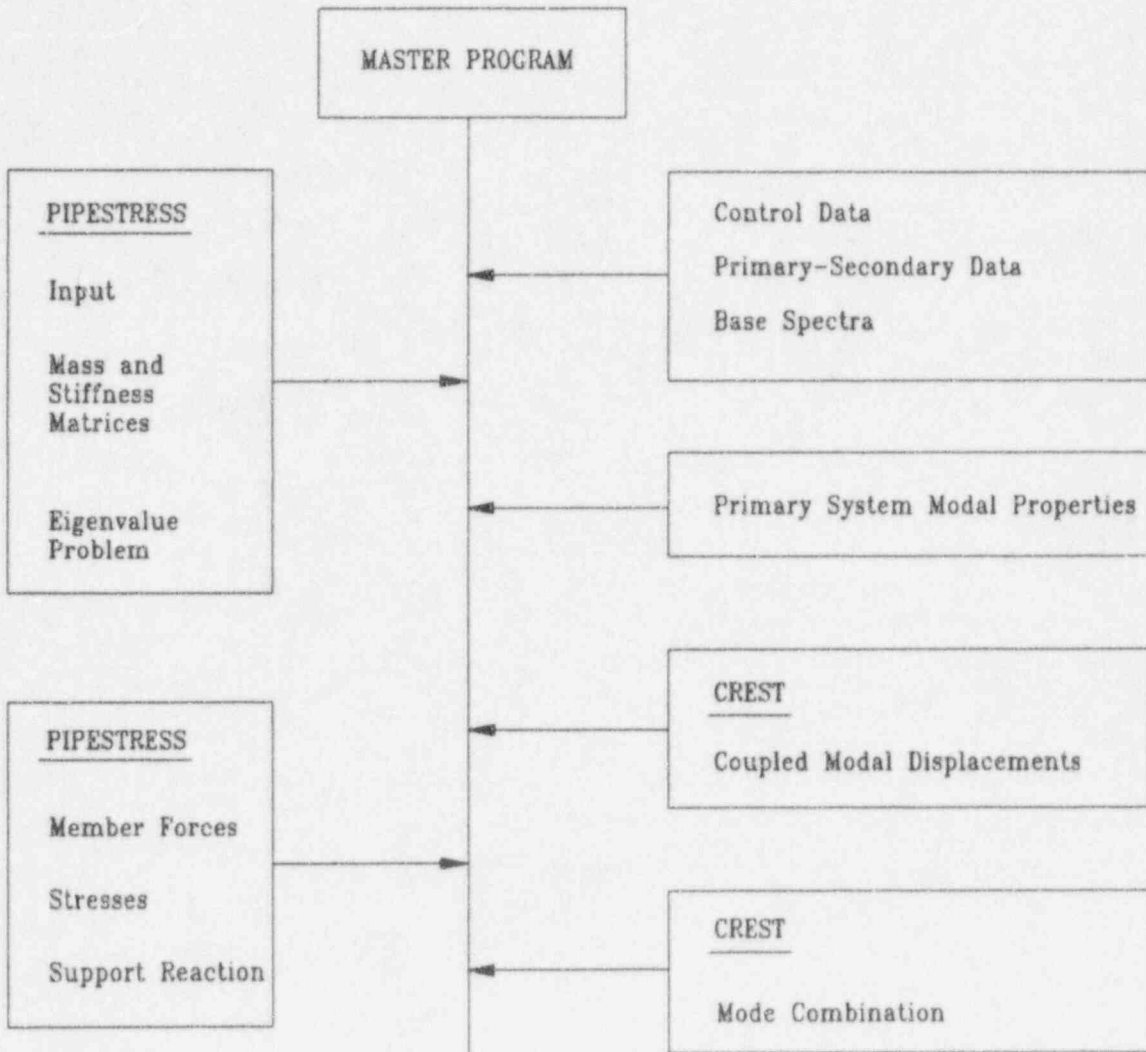 MASTER PROGRAM
PIPESTRESS
Input
Mass and
Stiffness
Matrices
Eigenvalue
Problem
Control Data
Primary-Secondary Data
Base Spectra
Primary System Modal Properties
PIPESTRESS
Member Forces
Stresses
Support Reaction
CREST
Coupled Modal Displacements
CREST
Mode Combination